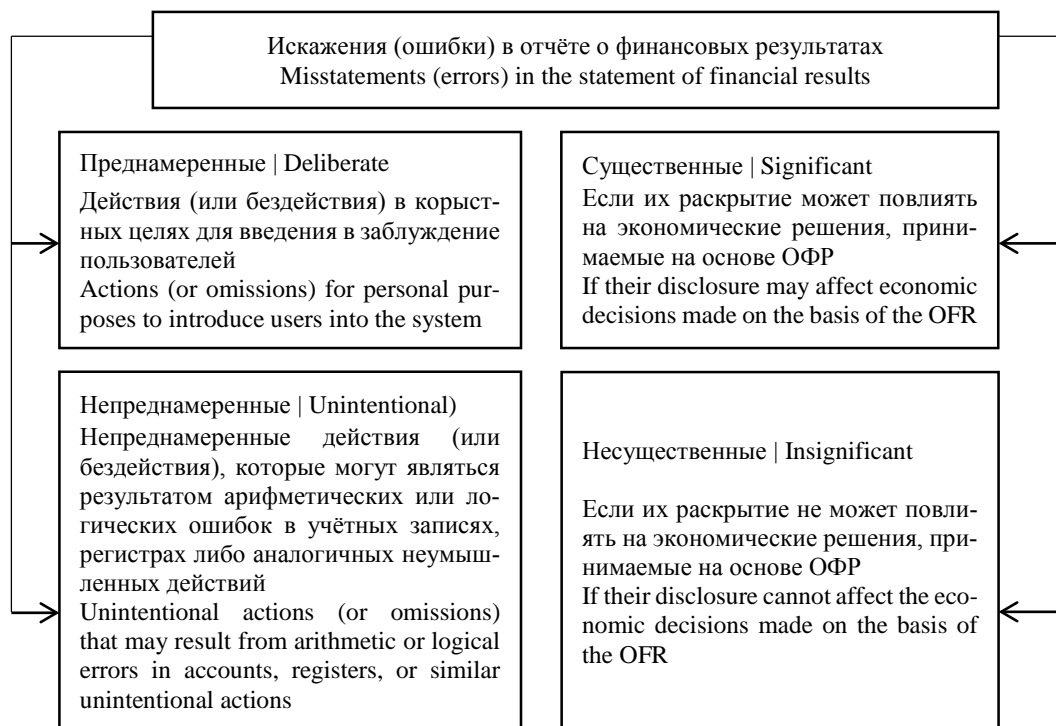 Искажения (ошибки) в отчёте о финансовых результатах
Misstatements (errors) in the statement of financial results
Преднамеренные | Deliberate
Действия (или бездействия) в корыст-
ных целях для введения в заблуждение
пользователей
Actions (or omissions) for personal pur-
poses to introduce users into the system
Существенные | Significant
Если их раскрытие может повлиять
на экономические решения, прини-
маемые на основе ОФР
If their disclosure may affect economic
decisions made on the basis of the OFR
Непреднамеренные | Unintentional)
Непреднамеренные действия (или
бездействия), которые могут являться
результатом арифметических или ло-
гических ошибок в учётных записях,
регистрах либо аналогичных неумыш-
ленных действий
Unintentional actions (or omissions)
that may result from arithmetic or logical
errors in accounts, registers, or similar
unintentional actions
Несущественные | Insignificant
Если их раскрытие не может повли-
ять на экономические решения, при-
нимаемые на основе ОФР
If their disclosure cannot affect the eco-
nomic decisions made on the basis of
the OFR